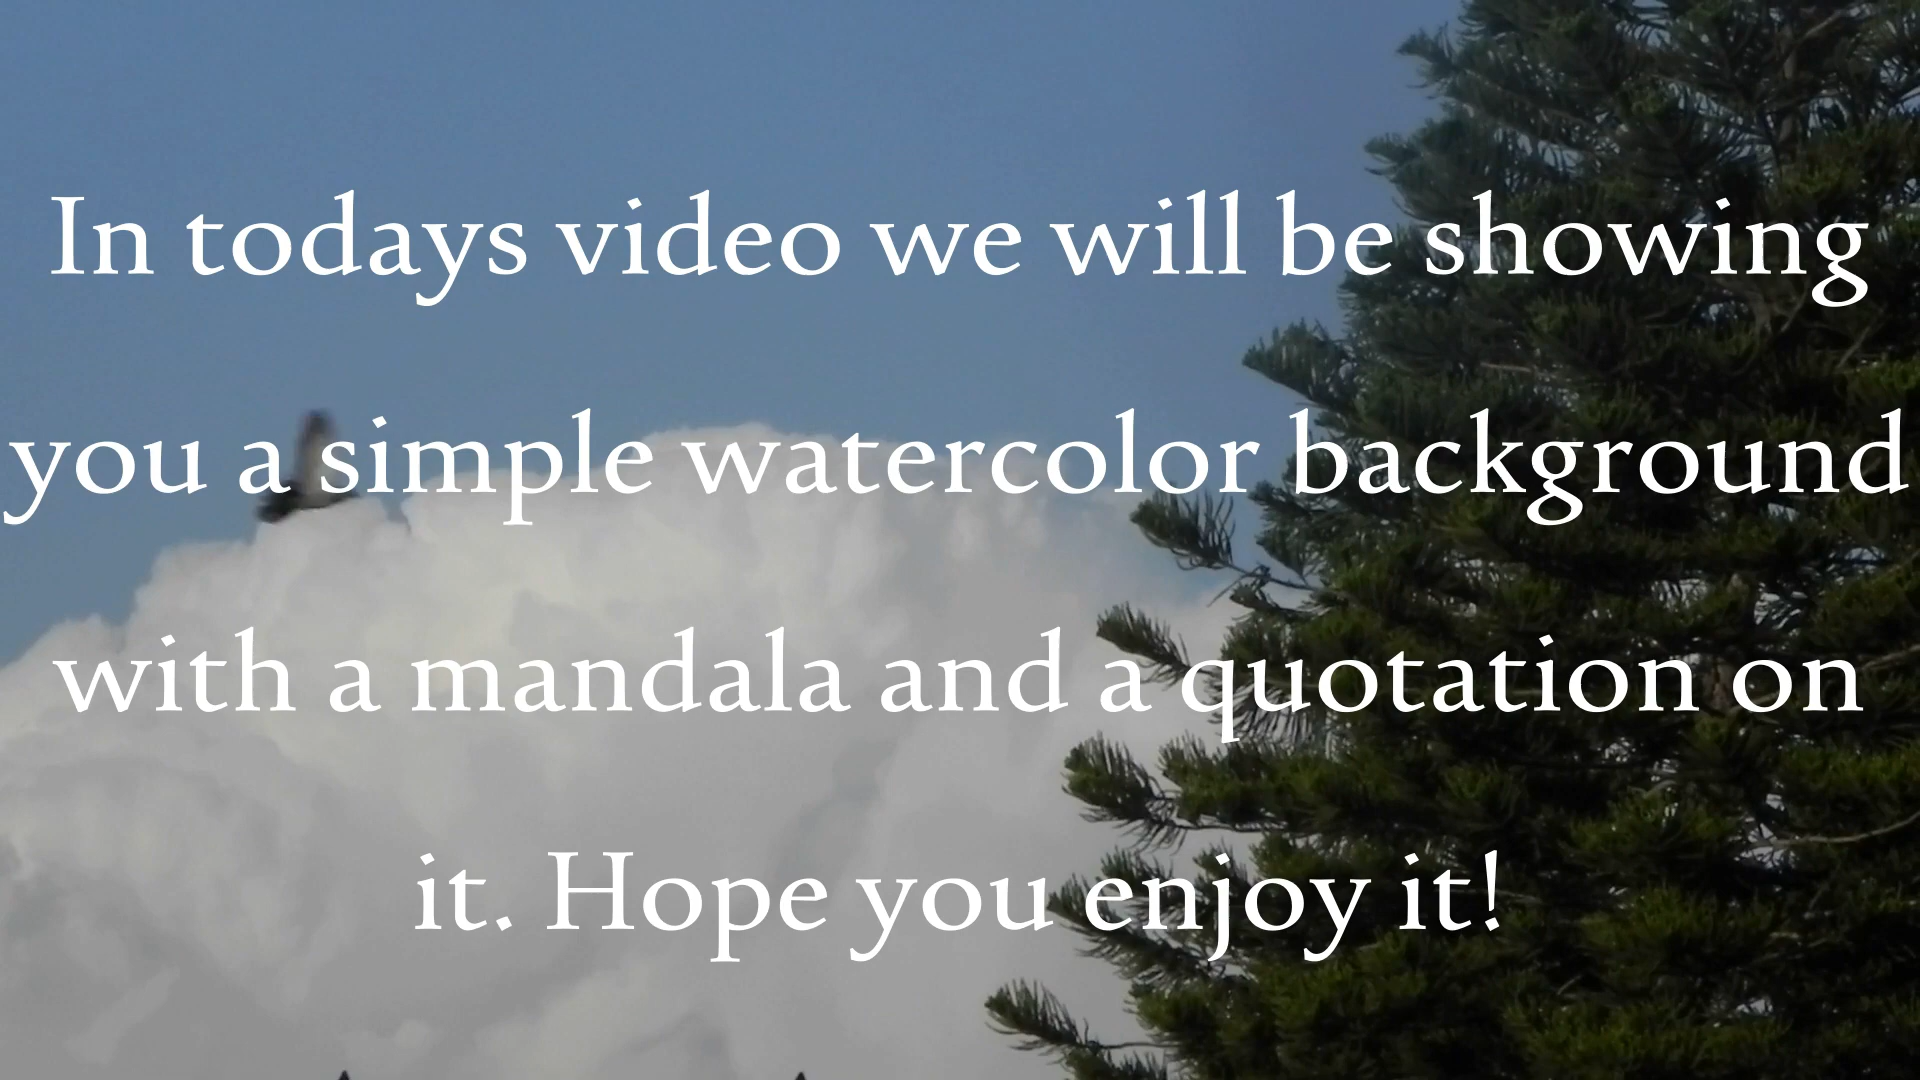 In todays video we will be showing
you a simple watercolor background
with a mandala and a quotation on
it. Hope you enjoy it!